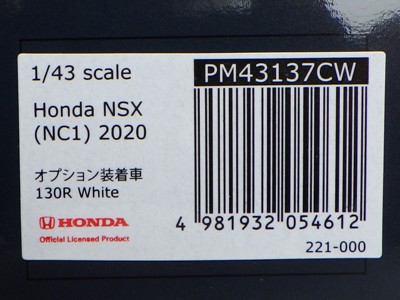 1/43 scale
PM43137CW
Honda NSX
(NC1) 2020
オプション装着車
130R White
HONDA
Official Licensed Product
4 981932 054612
221-000